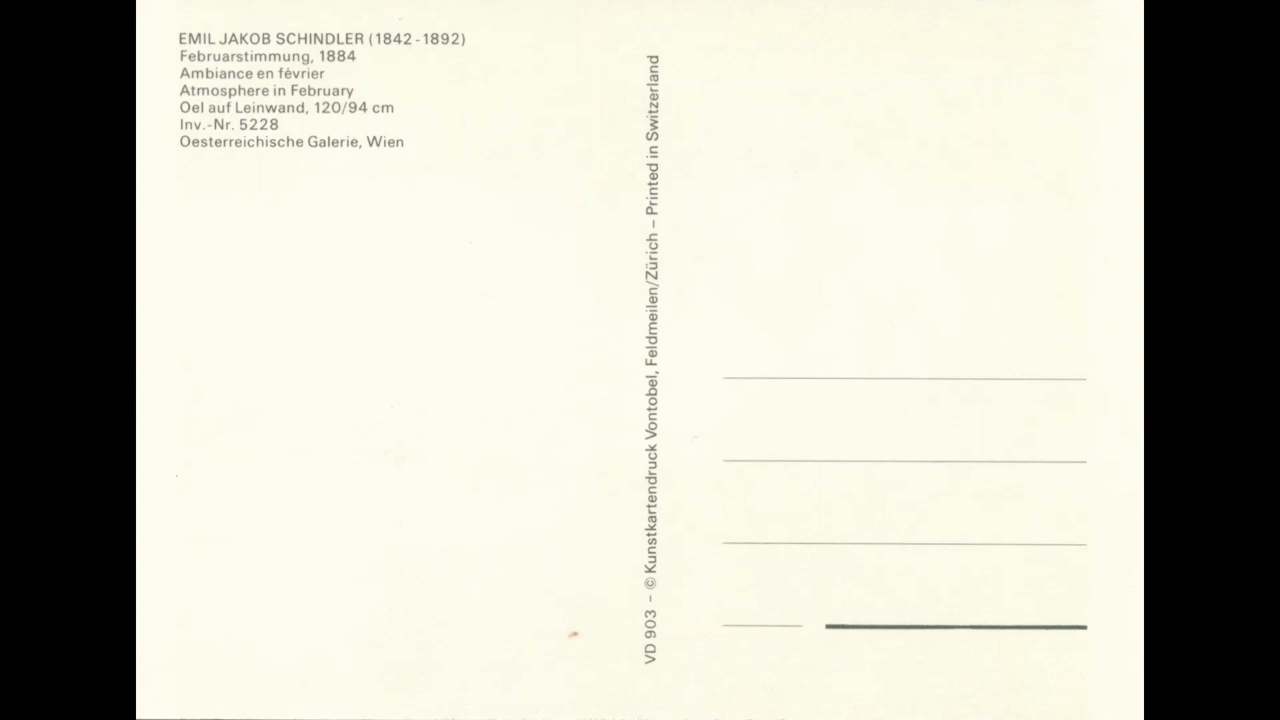 EMIL JAKOB SCHINDLER (1842-1892)
Februarstimmung, 1884
Ambiance en février
Atmosphere in February
Oel auf Leinwand, 120/94 cm
Inv.-Nr. 5228
Oesterreichische Galerie, Wien
VD 903 – © Kunstkartendruck Vontobel, Feldmeilen/Zürich – Printed in Switzerland